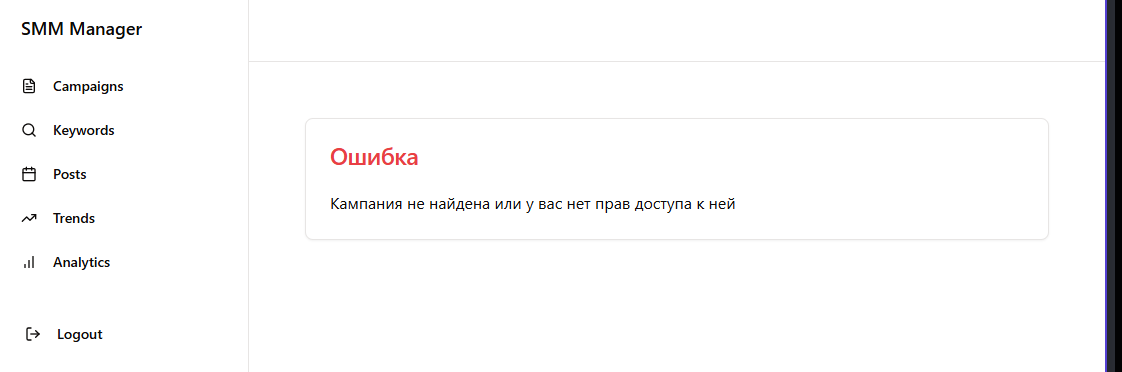 SMM Manager
Campaigns
Keywords
Posts
Trends
Analytics
Logout
Ошибка
Кампания не найдена или у вас нет прав доступа к ней